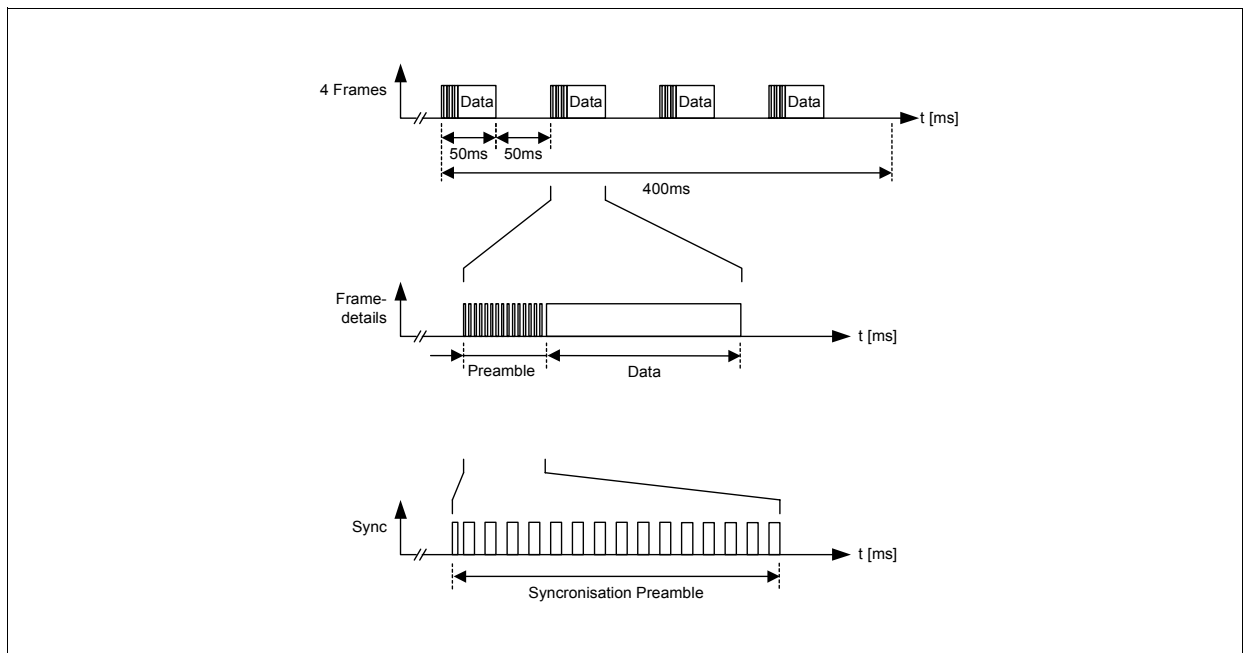 4 Frames
Data
Data
Data
Data
t [ms]
50ms
50ms
400ms
Frame-
details
t [ms]
Preamble
Data
Sync
t [ms]
Syncronisation Preamble